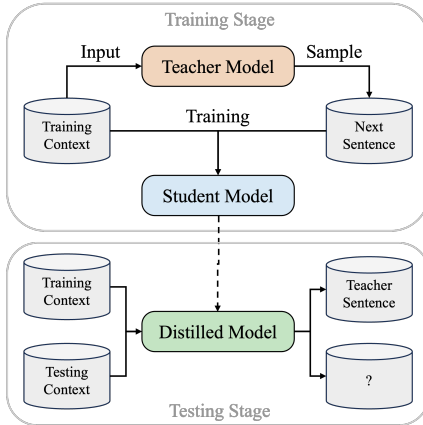 Training Stage
Input
Teacher Model
Sample
Training
Context
Training
Next
Sentence
Student Model
Training
Context
Teacher
Sentence
Distilled Model
Testing
Context
?
Testing Stage